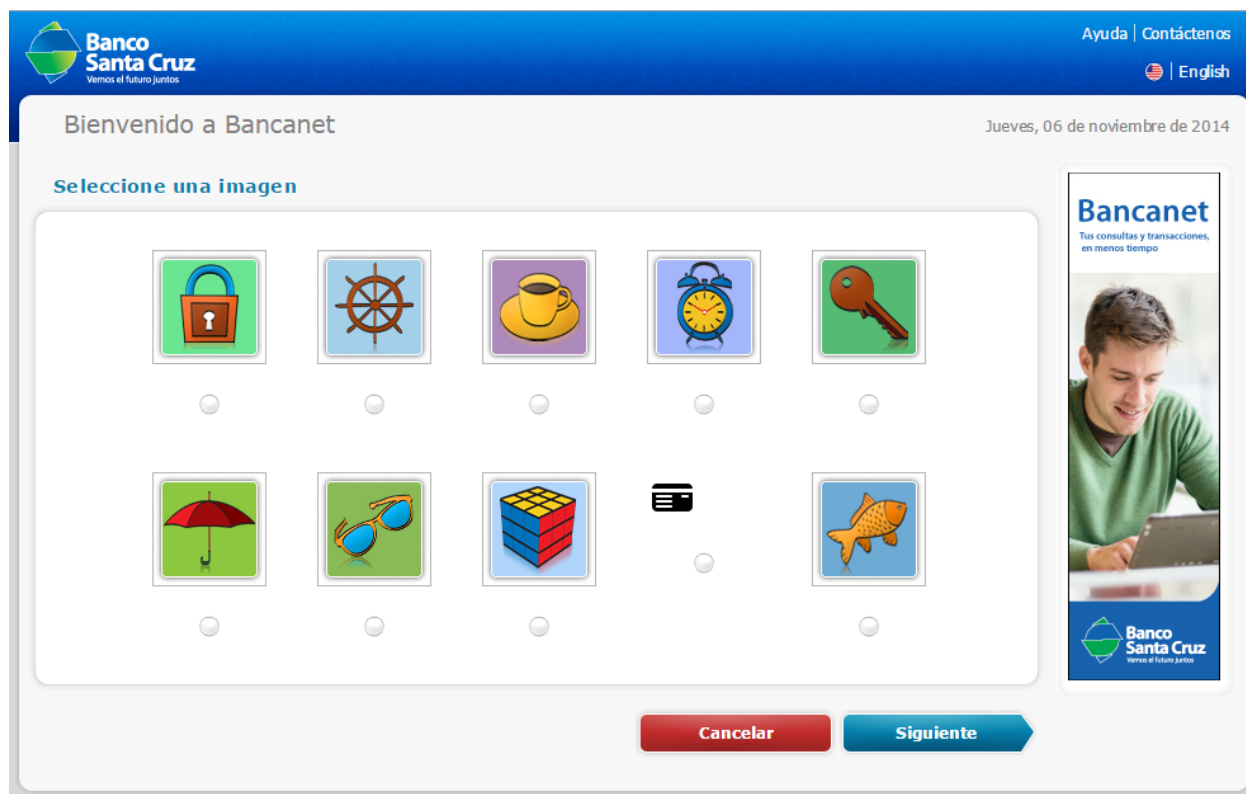 Banco
Santa Cruz
Vemos el futuro juntos
Ayuda | Contáctenos
| English
Bienvenido a Bancanet
Jueves, 06 de noviembre de 2014
Seleccione una imagen
Bancanet
Tus consultas y transacciones,
en menos tiempo
Banco
Santa Cruz
Vemos el futuro juntos
Cancelar
Siguiente